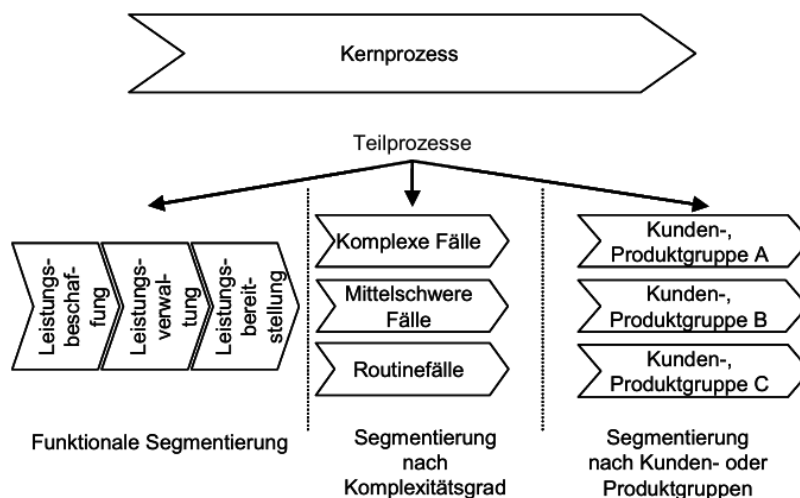 Kernprozess
Teilprozesse
Leistungs-
beschaf-
fung
Leistungs-
verwal-
tung
Leistungs-
bereit-
stellung
Komplexe Fälle
Mittelschwere
Fälle
Routinefälle
Kunden-,
Produktgruppe A
Kunden-,
Produktgruppe B
Kunden-,
Produktgruppe C
Funktionale Segmentierung
Segmentierung
nach
Komplexitätsgrad
Segmentierung
nach Kunden- oder
Produktgruppen